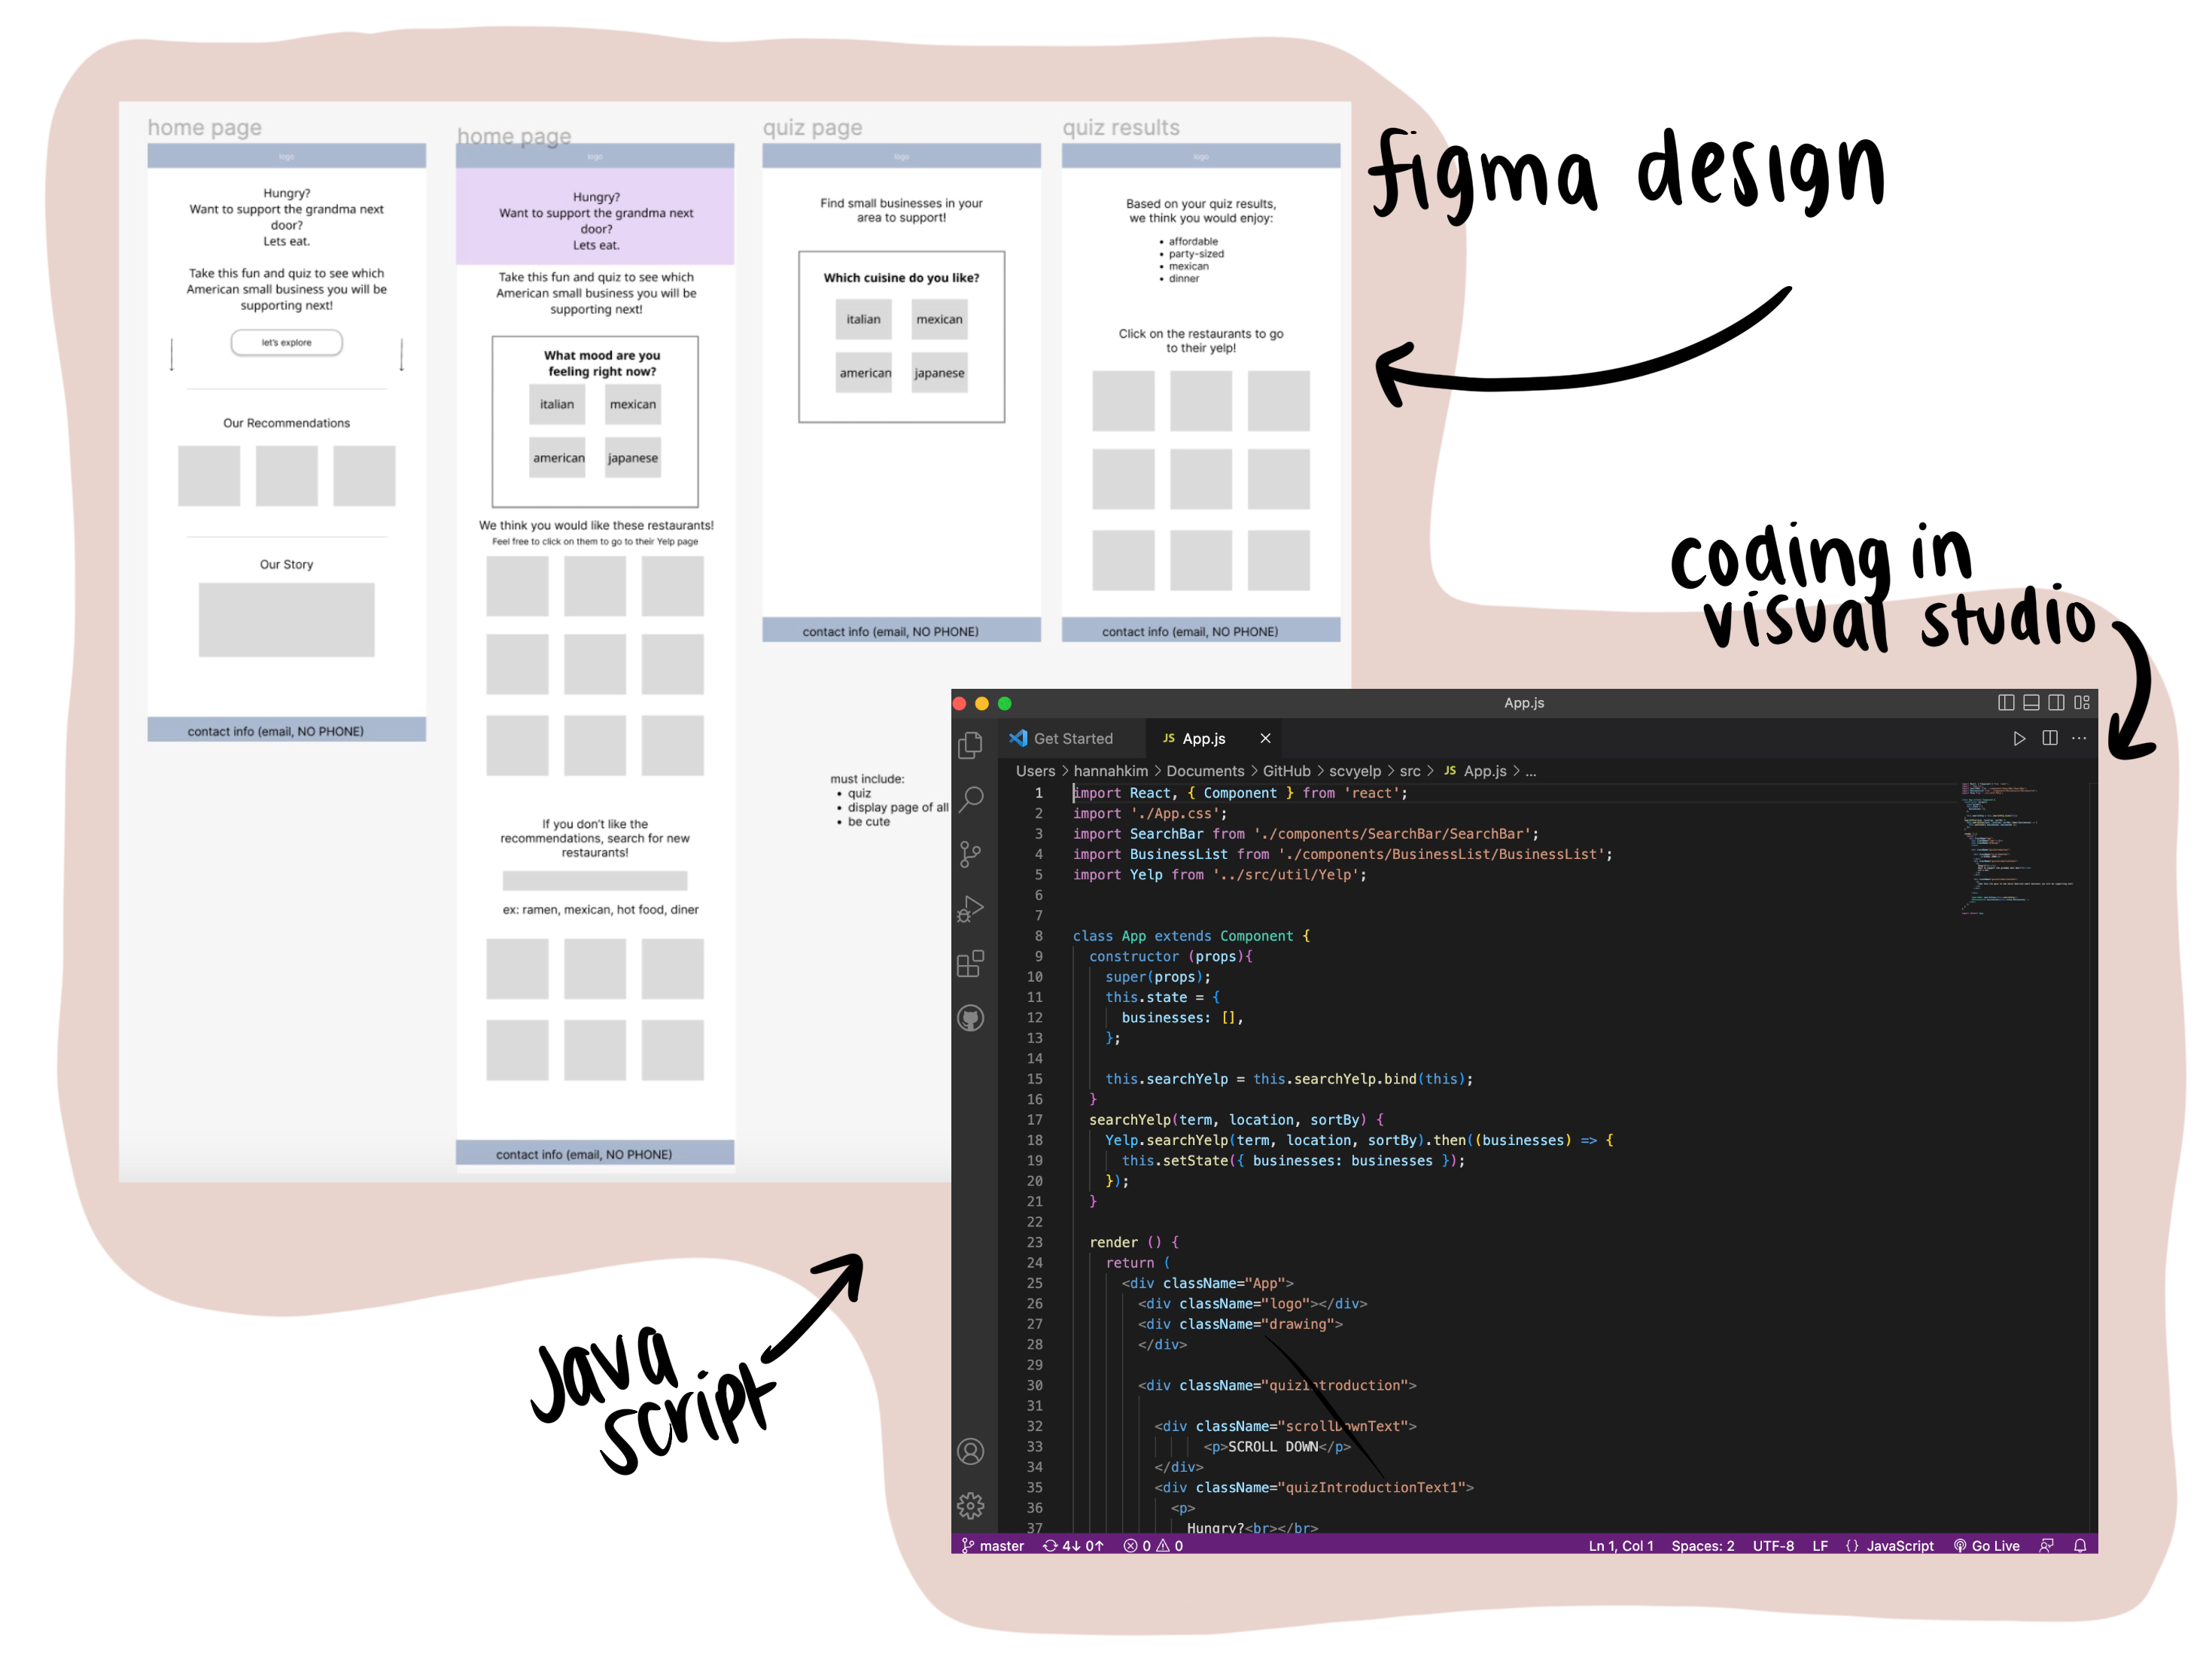 home page
logo
Hungry?
Want to support the grandma next
door?
Lets eat.
Take this fun and quiz to see which
American small business you will be
supporting next!
let's explore
Our Recommendations
Our Story
contact info (email, NO PHONE)
home page
logo
Hungry?
Want to support the grandma next
door?
Lets eat.
Take this fun and quiz to see which
American small business you will be
supporting next!
What mood are you
feeling right now?
italian
mexican
american
japanese
We think you would like these restaurants!
Feel free to click on them to go to their Yelp page
If you don't like the
recommendations, search for new
restaurants!
ex: ramen, mexican, hot food, diner
contact info (email, NO PHONE)
quiz page
logo
Find small businesses in your
area to support!
Which cuisine do you like?
italian
mexican
american
japanese
contact info (email, NO PHONE)
must include:
• quiz
• display page of all
• be cute
quiz results
logo
Based on your quiz results,
we think you would enjoy:
• affordable
• party-sized
• mexican
• dinner
Click on the restaurants to go
to their yelp!
contact info (email, NO PHONE)
figma design
coding in
visual studio
Java
script
App.js
Get Started
JS App.js
Users > hannahkim > Documents > GitHub > scvyelp > src > JS App.js > ...
1 import React, { Component } from 'react';
2 import './App.css';
3 import SearchBar from './components/SearchBar/SearchBar';
4 import BusinessList from './components/BusinessList/BusinessList';
5 import Yelp from '../src/util/Yelp';
6
7
8 class App extends Component {
9 constructor (props){
10 super(props);
11 this.state = {
12 businesses: [],
13 };
14
15 this.searchYelp = this.searchYelp.bind(this);
16 }
17 searchYelp(term, location, sortBy) {
18 Yelp.searchYelp(term, location, sortBy).then((businesses) => {
19 this.setState({ businesses: businesses });
20 });
21 }
22
23 render () {
24 return (
25 <div className="App">
26 <div className="logo"></div>
27 <div className="drawing">
28 </div>
29
30 <div className="quizIntroduction">
31
32 <div className="scrollDownText">
33 <p>SCROLL DOWN</p>
34 </div>
35 <div className="quizIntroductionText1">
36 <p>
37 Hungry?<br></br>
master 4↓ 0↑ 0 0
Ln 1, Col 1 Spaces: 2 UTF-8 LF {} JavaScript Go Live